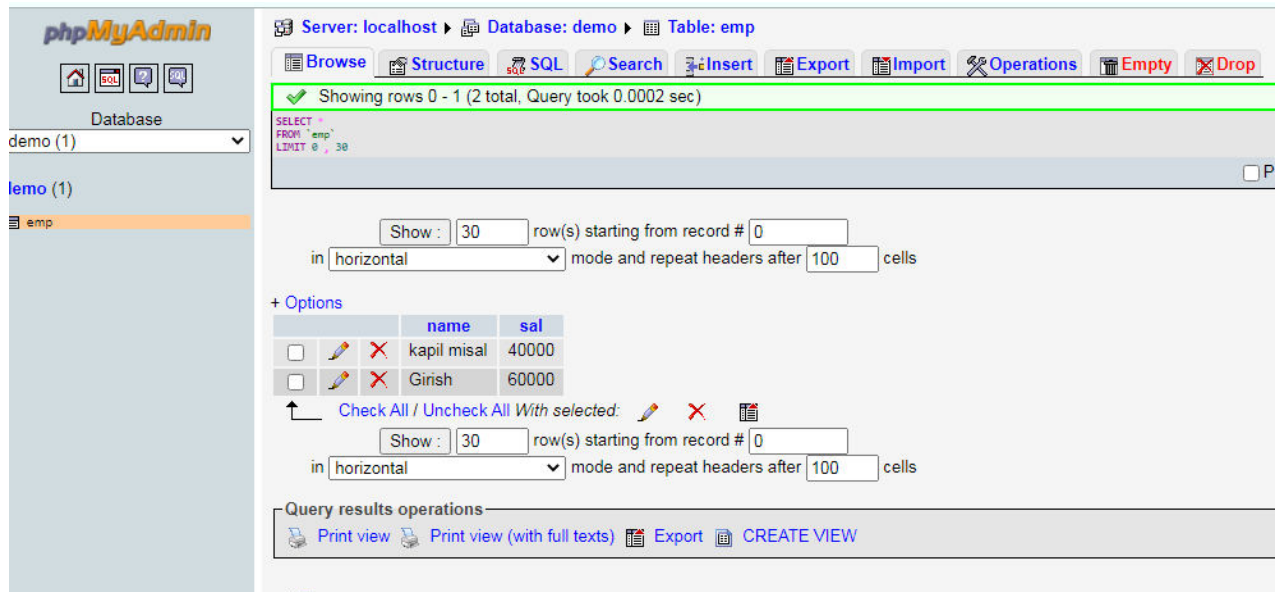 phpMyAdmin
Database
demo (1)
emo (1)
emp
Server: localhost Database: demo Table: emp
Browse Structure SQL Search Insert Export Import Operations Empty Drop
Showing rows 0 - 1 (2 total, Query took 0.0002 sec)
SELECT *
FROM `emp`
LIMIT 0 , 30
P
Show : 30 row(s) starting from record # 0
in horizontal mode and repeat headers after 100 cells
+ Options
name sal
kapil misal 40000
Girish 60000
Check All / Uncheck All With selected:
Show : 30 row(s) starting from record # 0
in horizontal mode and repeat headers after 100 cells
Query results operations
Print view Print view (with full texts) Export CREATE VIEW